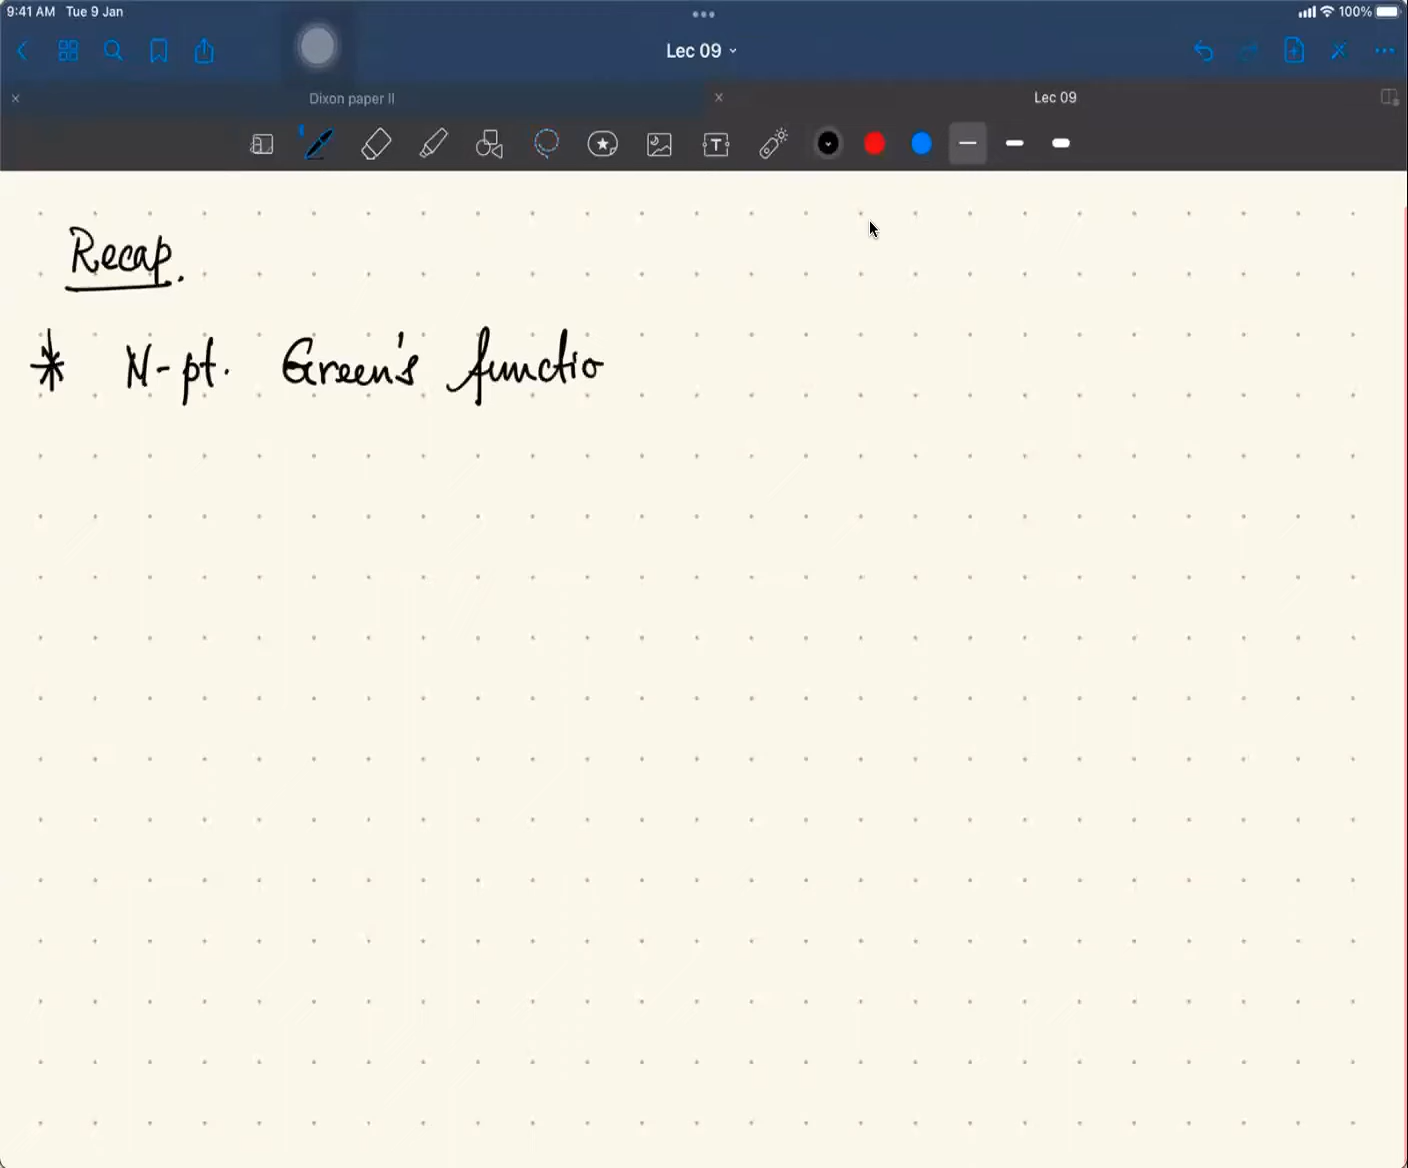 9:41 AM Tue 9 Jan
100%
Lec 09
Dixon paper II
Lec 09
T
Recap.
* N-pt. Green's functio